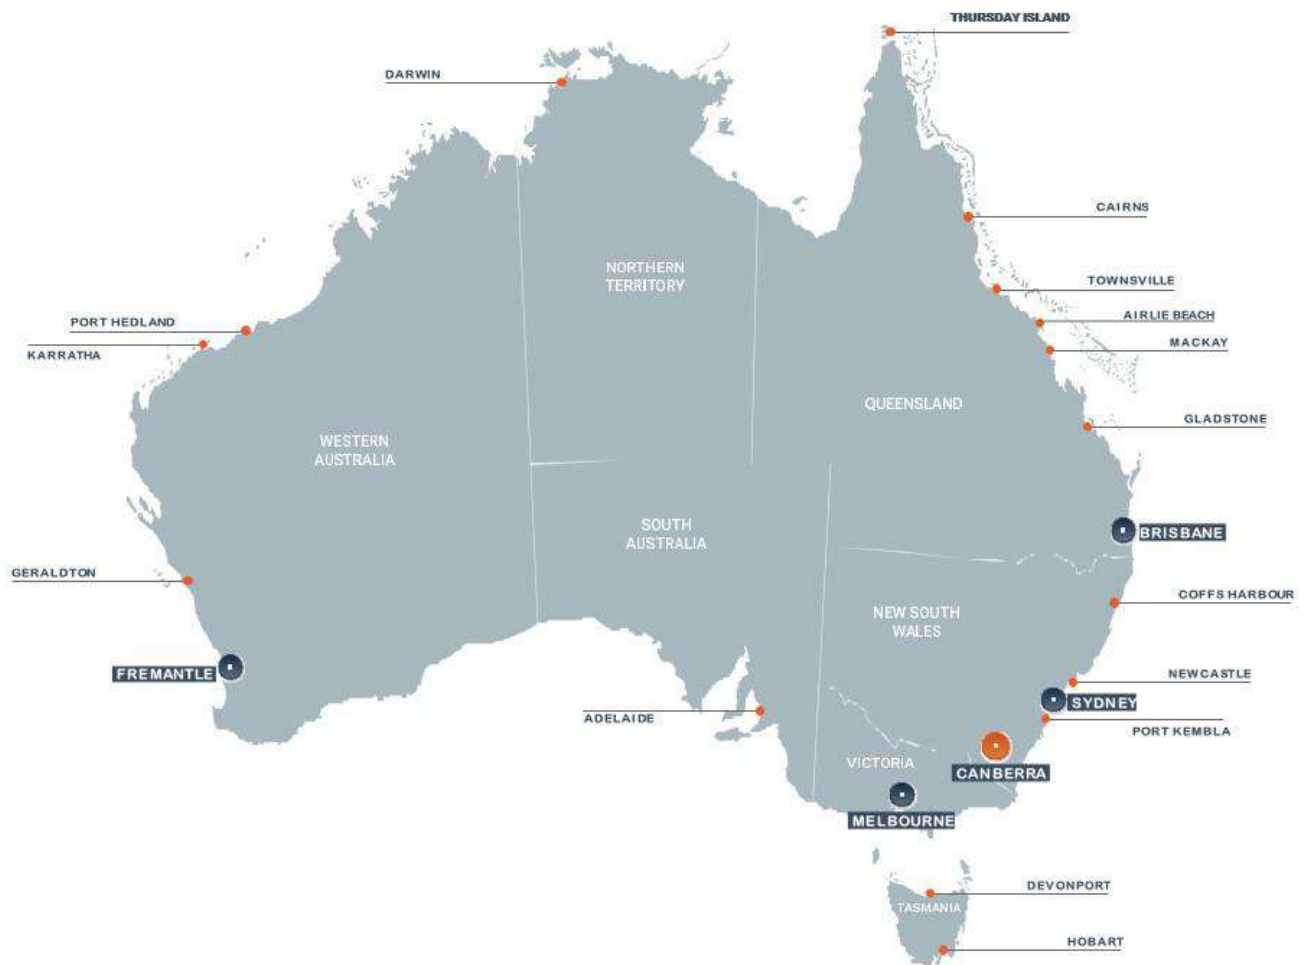 THURSDAY ISLAND
DARWIN
CAIRNS
NORTHERN
TERRITORY
TOWNSVILLE
AIRLIE BEACH
PORT HEDLAND
MACKAY
KARRATHA
QUEENSLAND
GLADSTONE
WESTERN
AUSTRALIA
SOUTH
AUSTRALIA
BRISBANE
GERALDTON
COFFS HARBOUR
NEW SOUTH
WALES
FREMANTLE
NEWCASTLE
SYDNEY
ADELAIDE
PORT KEMBLA
VICTORIA
CANBERRA
MELBOURNE
DEVONPORT
TASMANIA
HOBART